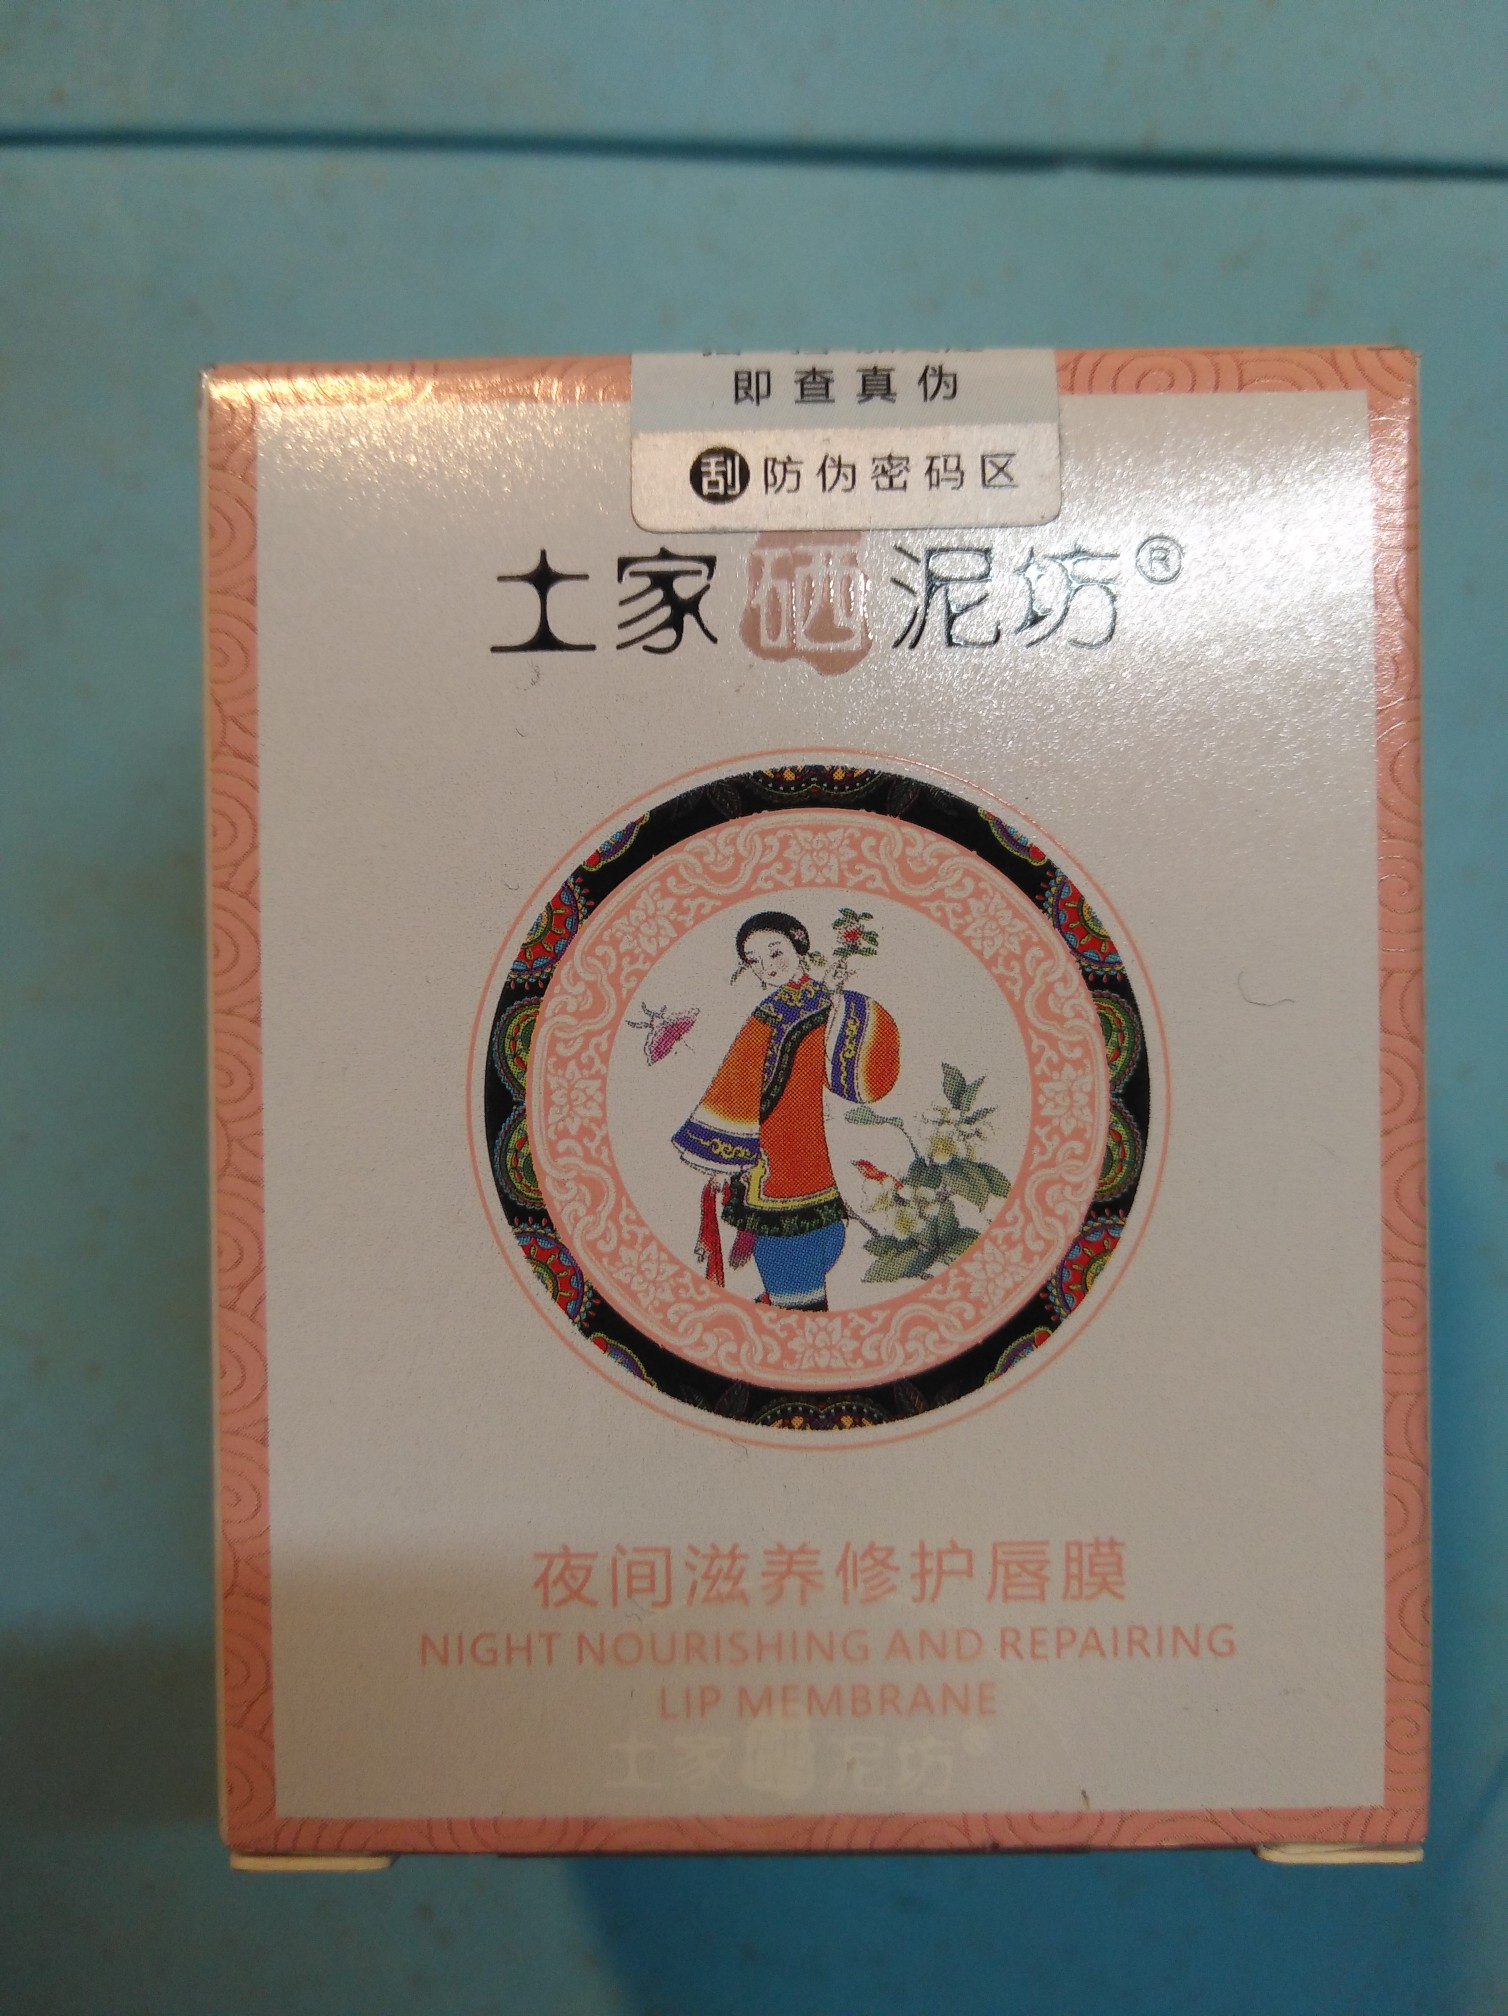 即查真伪
刮 防伪密码区
土家硒泥坊®
夜间滋养修护唇膜
NIGHT NOURISHING AND REPAIRING
LIP MEMBRANE
土家硒泥坊®